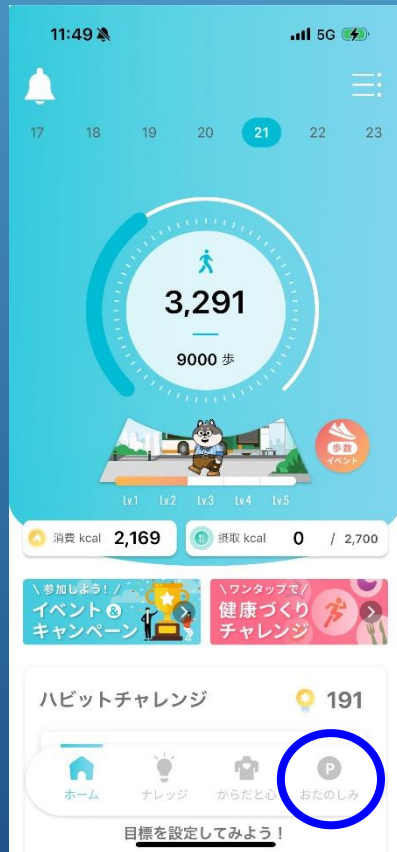 11:49 5G
17 18 19 20 21 22 23
3,291
9000 歩
歩数
イベント
Lv.1 Lv.2 Lv.3 Lv.4 Lv.5
消費 kcal 2,169 摂取 kcal 0 / 2,700
\ 参加しよう! /
イベント&
キャンペーン
\ ワンタップで /
健康づくり
チャレンジ
ハビットチャレンジ 191
P
ホーム ナレッジ からだと心 おたのしみ
目標を設定してみよう!